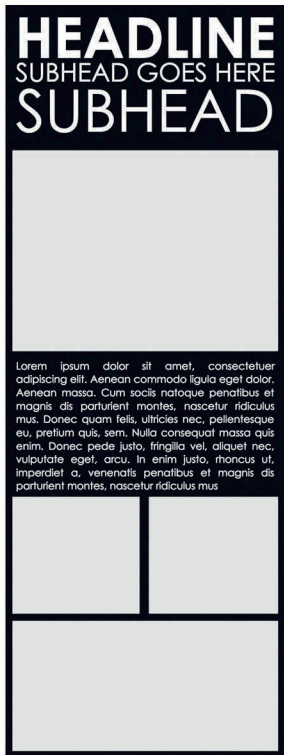 HEADLINE
SUBHEAD GOES HERE
SUBHEAD
Lorem ipsum dolor sit amet, consectetuer
adipiscing elit. Aenean commodo ligula eget dolor.
Aenean massa. Cum sociis natoque penatibus et
magnis dis parturient montes, nascetur ridiculus
mus. Donec quam felis, ultricies nec, pellentesque
eu, pretium quis, sem. Nulla consequat massa quis
enim. Donec pede justo, fringilla vel, aliquet nec,
vulputate eget, arcu. In enim justo, rhoncus ut,
imperdiet a, venenatis penatibus et magnis dis
parturient montes, nascetur ridiculus mus